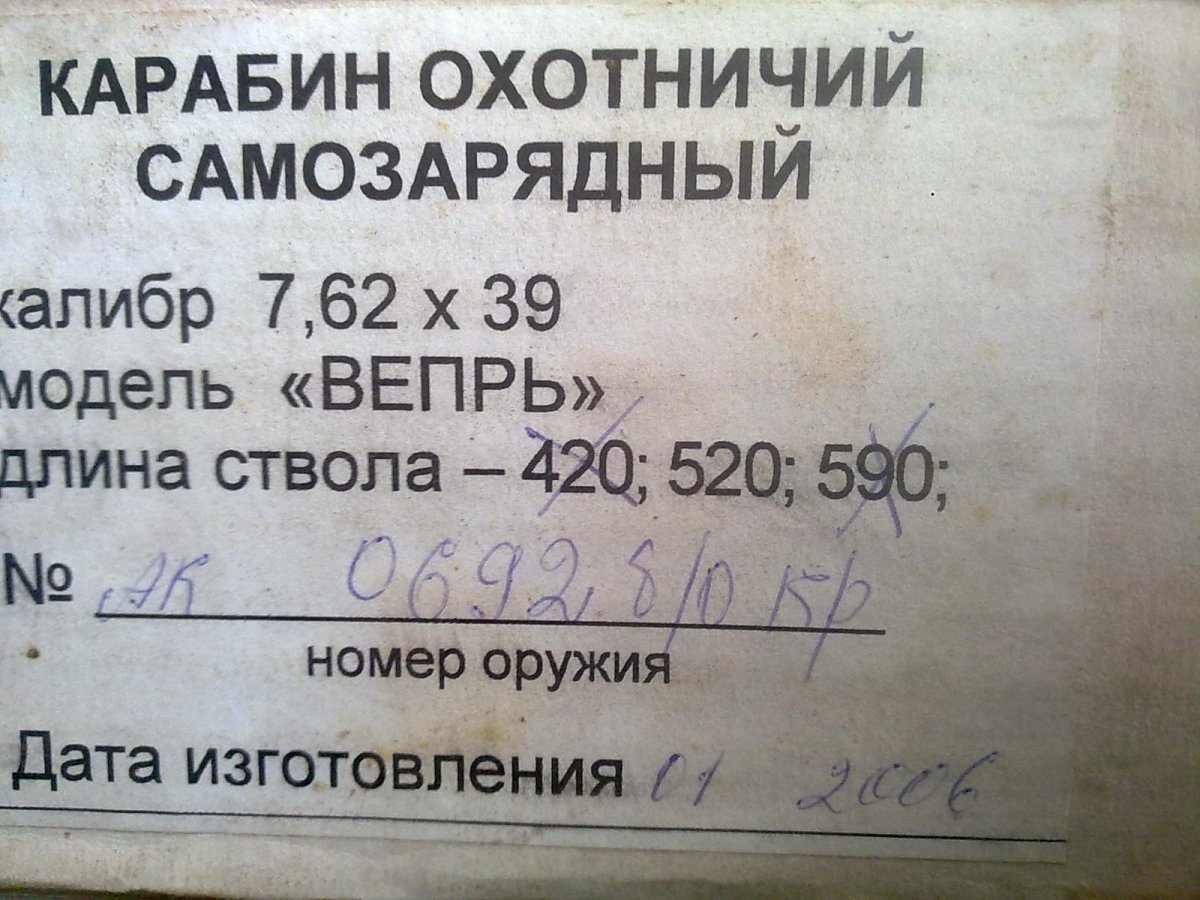 КАРАБИН ОХОТНИЧИЙ
САМОЗАРЯДНЫЙ
калибр 7,62 х 39
модель «ВЕПРЬ»
длина ствола – 420; 520; 590;
№ АК 0692 б/о кр
номер оружия
Дата изготовления 01 2006